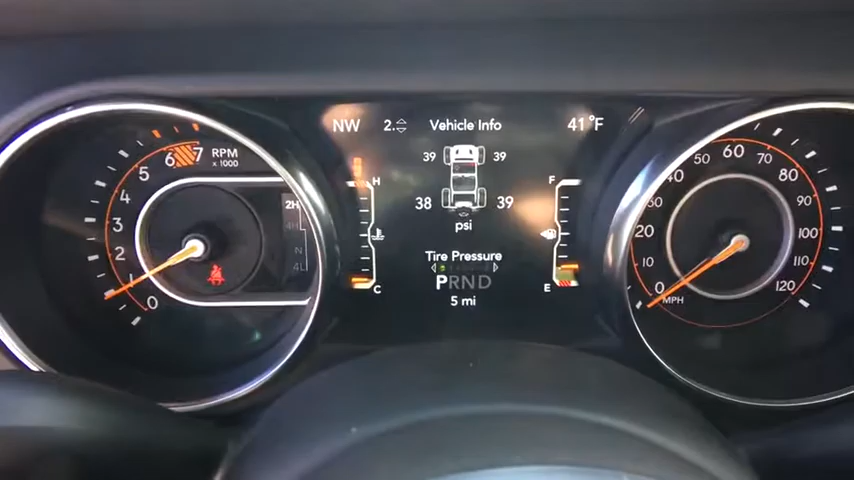 NW 2. Vehicle Info 41°F
39 39
38 39
psi
Tire Pressure
PRND
5 mi
H
C
F
E
RPM
x 1000
0 1 2 3 4 5 6 7
2H
4H
N
4L
0 10 20 30 40 50 60 70 80 90 100 110 120
MPH